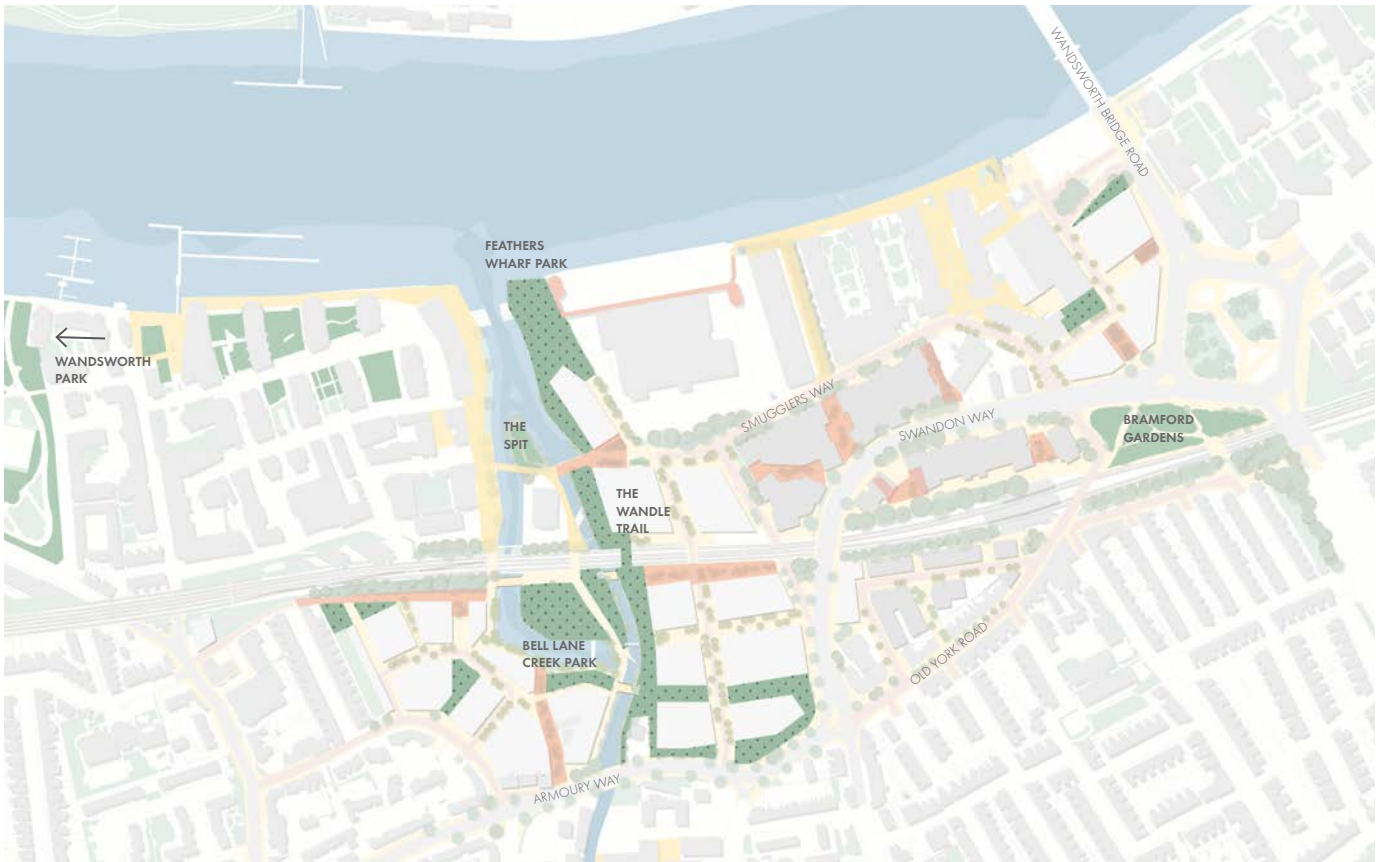 WANDSWORTH BRIDGE ROAD
FEATHERS
WHARF PARK
WANDSWORTH
PARK
SMUGGLERS WAY
SWANDON WAY
BRAMFORD
GARDENS
THE
SPIT
THE
WANDLE
TRAIL
BELL LANE
CREEK PARK
OLD YORK ROAD
ARMOURY WAY